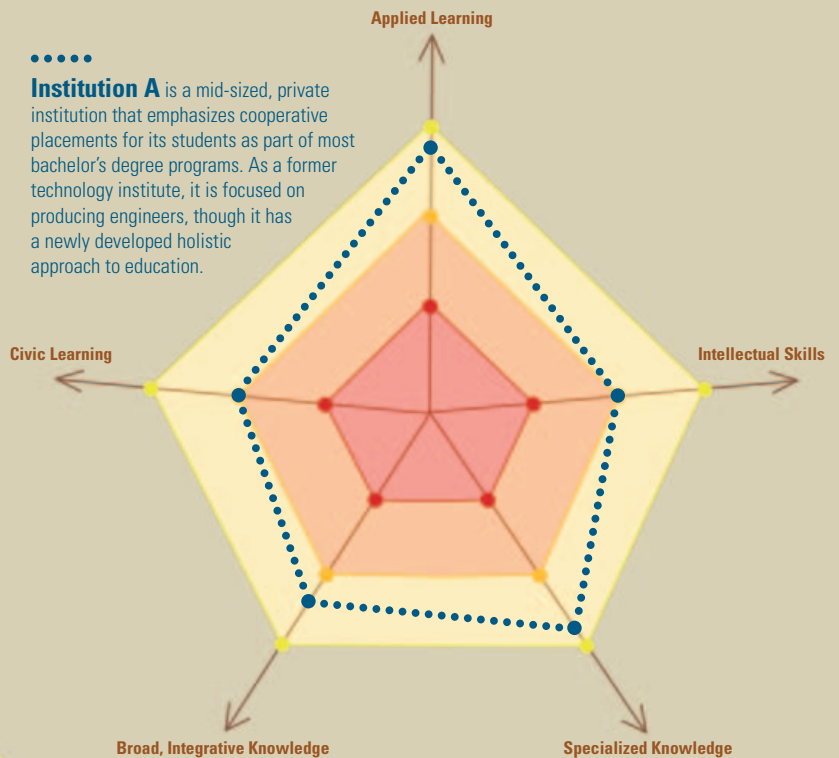 Applied Learning
Institution A is a mid-sized, private
institution that emphasizes cooperative
placements for its students as part of most
bachelor’s degree programs. As a former
technology institute, it is focused on
producing engineers, though it has
a newly developed holistic
approach to education.
Civic Learning
Intellectual Skills
Broad, Integrative Knowledge
Specialized Knowledge